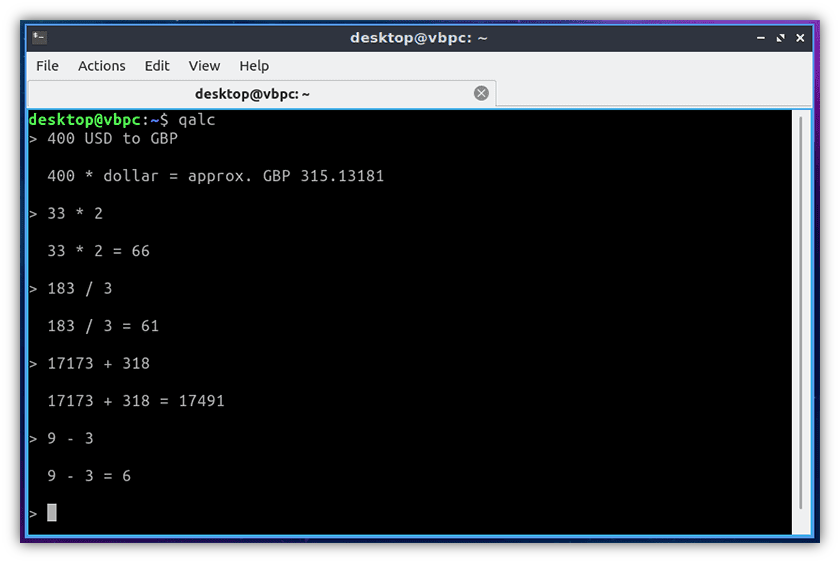 desktop@vbpc: ~
File Actions Edit View Help
desktop@vbpc: ~
desktop@vbpc:~$ qalc
> 400 USD to GBP
400 * dollar = approx. GBP 315.13181
> 33 * 2
33 * 2 = 66
> 183 / 3
183 / 3 = 61
> 17173 + 318
17173 + 318 = 17491
> 9 - 3
9 - 3 = 6
>